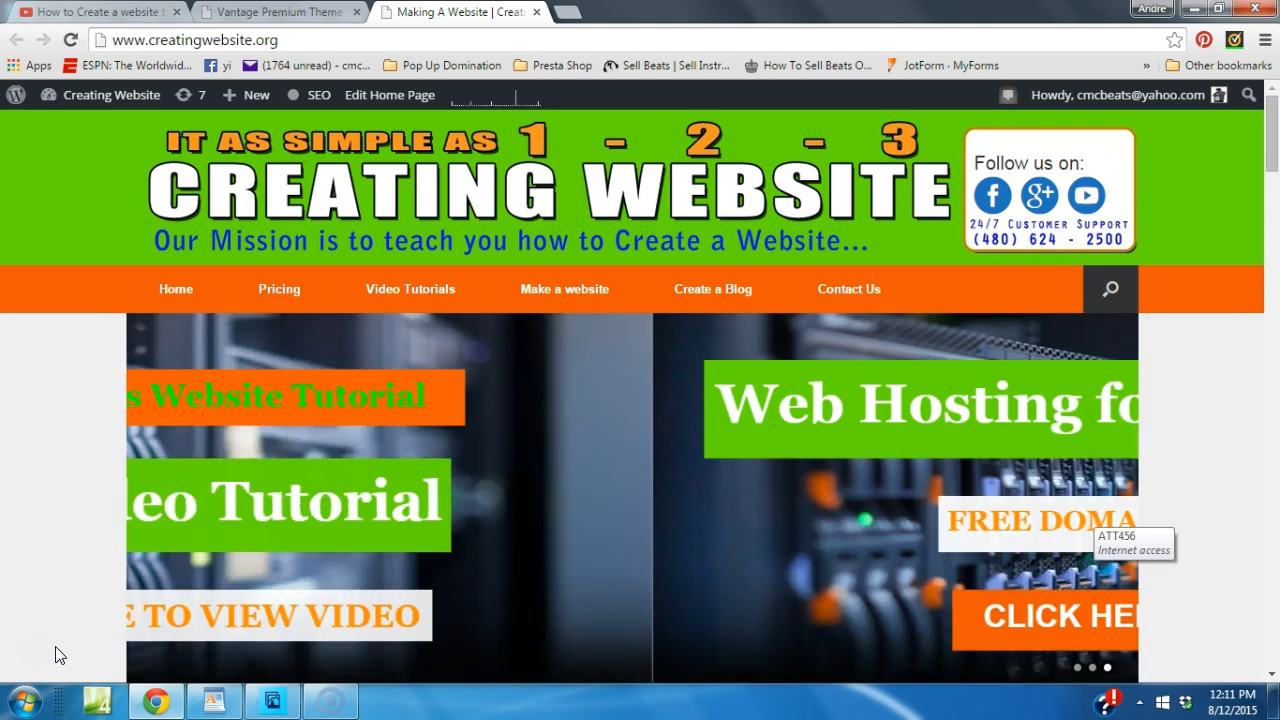 How to Create a website t
Vantage Premium Theme
Making A Website | Creati
Andre
www.creatingwebsite.org
Apps
ESPN: The Worldwid...
yi
(1764 unread) - cmc...
Pop Up Domination
Presta Shop
Sell Beats | Sell Instr...
How To Sell Beats O...
JotForm · MyForms
»
Other bookmarks
Creating Website
7
New
SEO
Edit Home Page
Howdy, cmcbeats@yahoo.com
IT AS SIMPLE AS 1 - 2 - 3
CREATING WEBSITE
Our Mission is to teach you how to Create a Website...
Follow us on:
24/7 Customer Support
(480) 624 - 2500
Home
Pricing
Video Tutorials
Make a website
Create a Blog
Contact Us
s Website Tutorial
eo Tutorial
E TO VIEW VIDEO
Web Hosting fo
FREE DOMA
CLICK HE
ATT456
Internet access
4
12:11 PM
8/12/2015